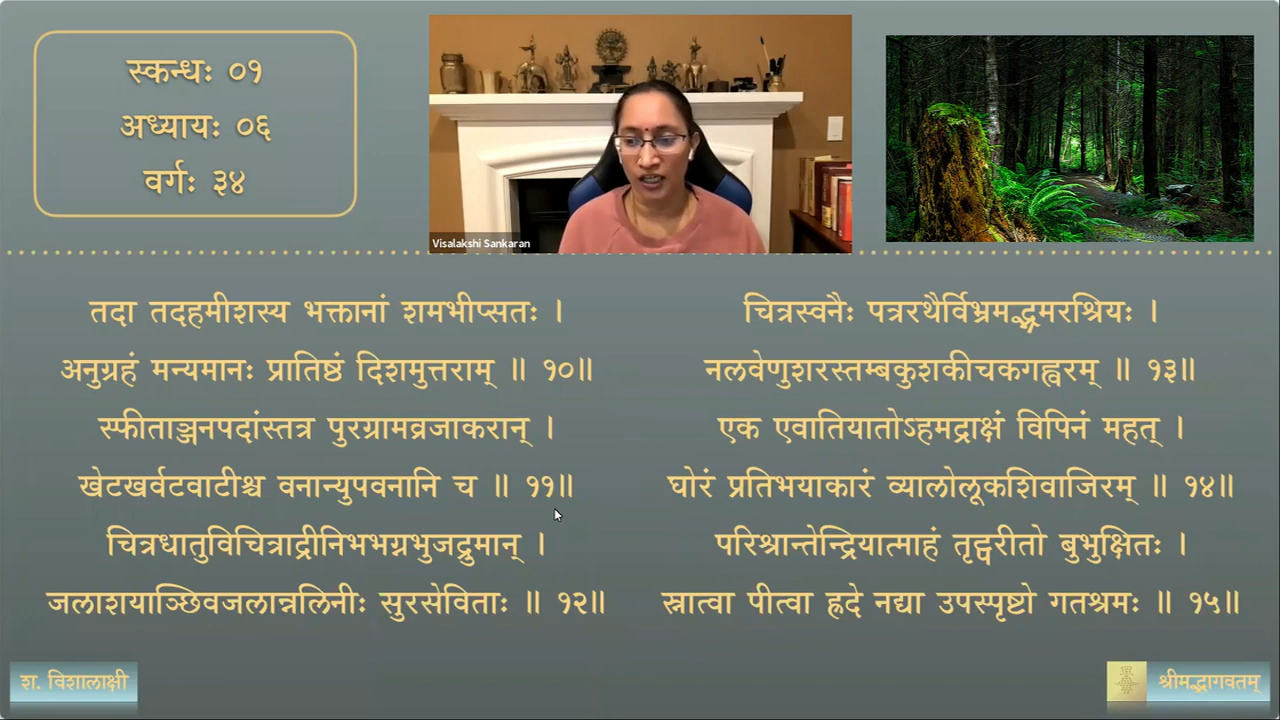 स्कन्धः ०१
अध्यायः ०६
वर्गः ३४
Visalakshi Sankaran
तदा तदहमीशस्य भक्तानां शमभीप्सतः ।
अनुग्रहं मन्यमानः प्रातिष्ठं दिशमुत्तराम् ॥ १०॥
स्फीताञ्जनपदांस्तत्र पुरग्रामव्रजाकरान् ।
खेटखर्वटवाटीश्च वनान्युपवनानि च ॥ ११॥
चित्रधातुविचित्राद्रीनिभभग्नभुजद्रुमान् ।
जलाशयाञ्छिवजलान्नलिनीः सुरसेविताः ॥ १२॥
चित्रस्वनैः पत्ररथैर्विभ्रमद्भ्रमरश्रियः ।
नलवेणुशरस्तम्बकुशकीचकगह्वरम् ॥ १३॥
एक एवातियातोऽहमद्राक्षं विपिनं महत् ।
घोरं प्रतिभयाकारं व्यालोलूकशिवाजिरम् ॥ १४॥
परिश्रान्तेन्द्रियात्माहं तृट्परीतो बुभुक्षितः ।
स्नात्वा पीत्वा ह्रदे नद्या उपस्पृष्टो गतश्रमः ॥ १५॥
श. विशालाक्षी
श्रीमद्भागवतम्